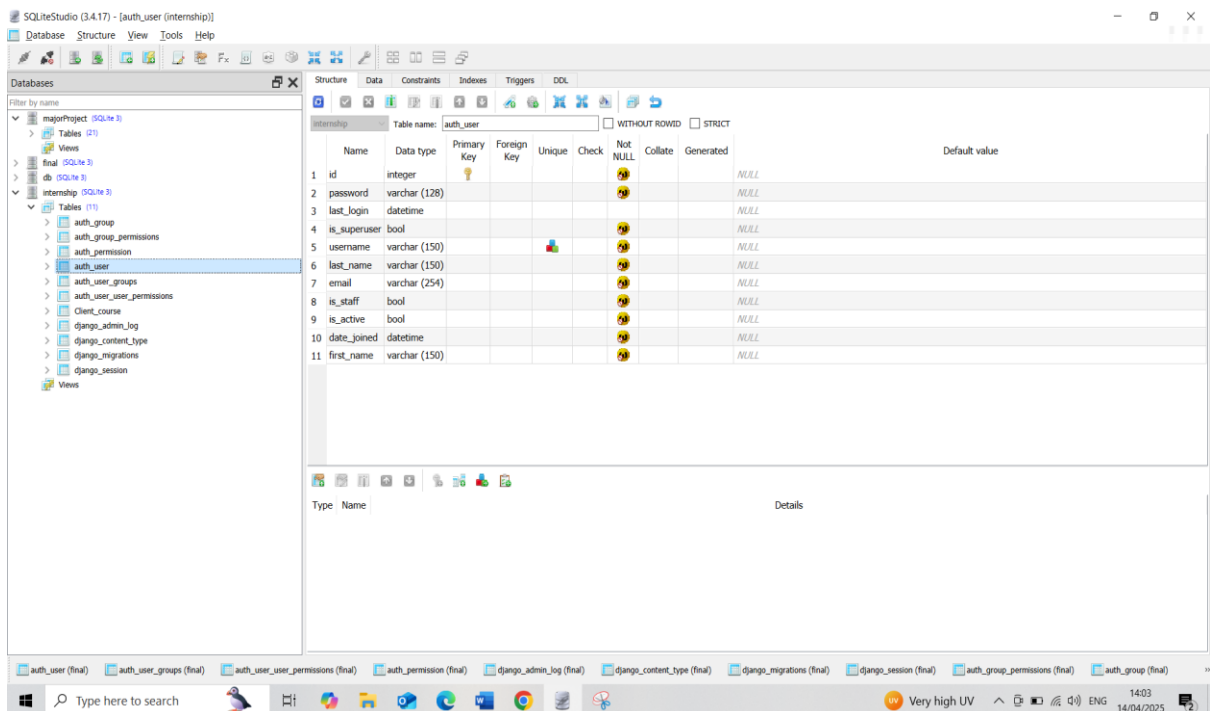 SQLiteStudio (3.4.17) - [auth_user (internship)]
Database Structure View Tools Help
Databases
Filter by name
majorProject (SQLite 3)
Tables (21)
Views
final (SQLite 3)
db (SQLite 3)
internship (SQLite 3)
Tables (11)
auth_group
auth_group_permissions
auth_permission
auth_user
auth_user_groups
auth_user_user_permissions
Client_course
django_admin_log
django_content_type
django_migrations
django_session
Views
Structure Data Constraints Indexes Triggers DDL
internship Table name: auth_user WITHOUT ROWID STRICT
Name Data type Primary Key Foreign Key Unique Check Not NULL Collate Generated Default value
1 id integer NULL
2 password varchar (128) NULL
3 last_login datetime NULL
4 is_superuser bool NULL
5 username varchar (150) NULL
6 last_name varchar (150) NULL
7 email varchar (254) NULL
8 is_staff bool NULL
9 is_active bool NULL
10 date_joined datetime NULL
11 first_name varchar (150) NULL
Type Name Details
auth_user (final) auth_user_groups (final) auth_user_user_permissions (final) auth_permission (final) django_admin_log (final) django_content_type (final) django_migrations (final) django_session (final) auth_group_permissions (final) auth_group (final) »
Type here to search UV Very high UV ENG 14:03
14/04/2025